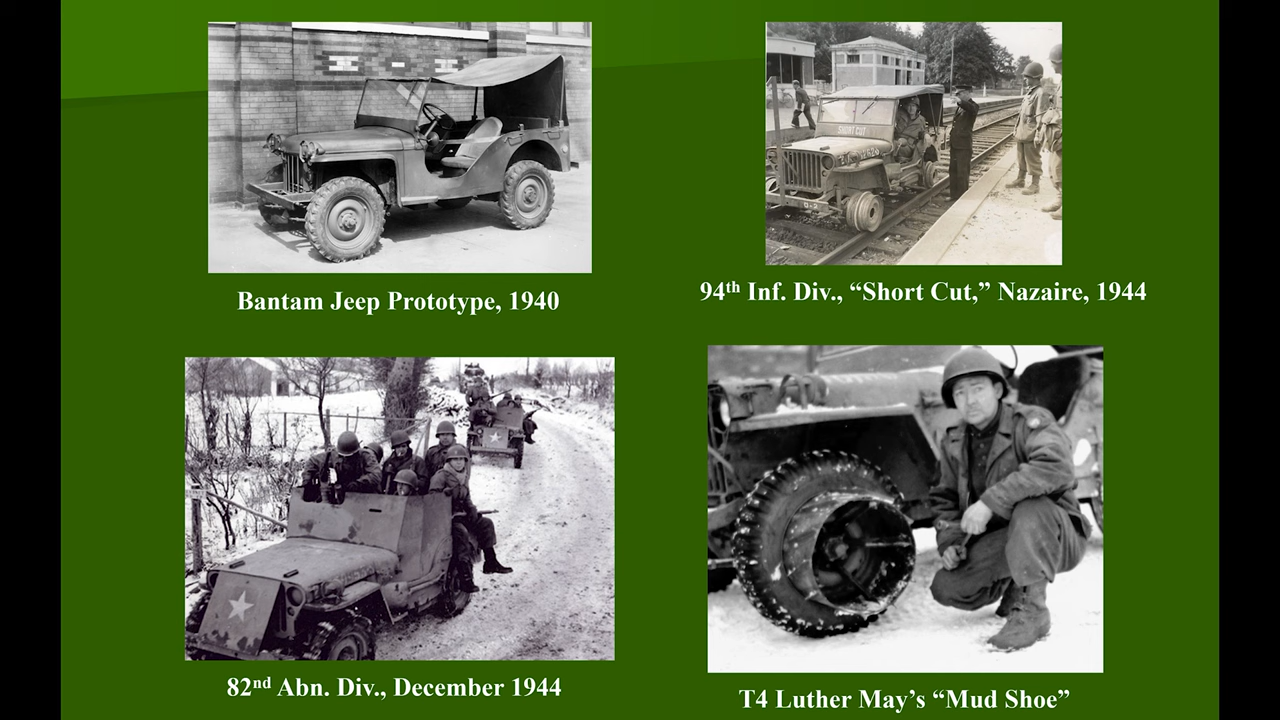 SHORT CUT
Bantam Jeep Prototype, 1940
94th Inf. Div., “Short Cut,” Nazaire, 1944
82nd Abn. Div., December 1944
T4 Luther May’s “Mud Shoe”